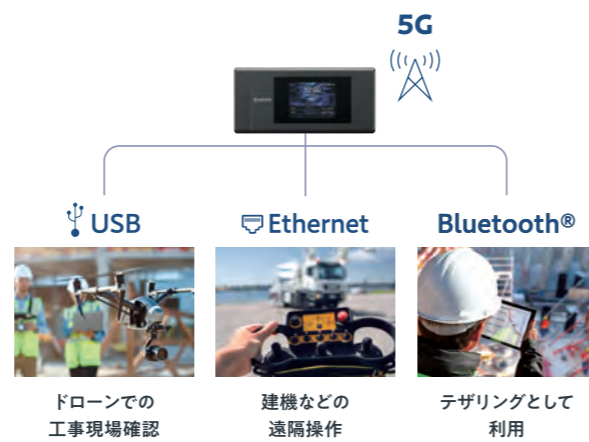 5G
USB
Ethernet
Bluetooth®
ドローンでの
工事現場確認
建機などの
遠隔操作
テザリングとして
利用